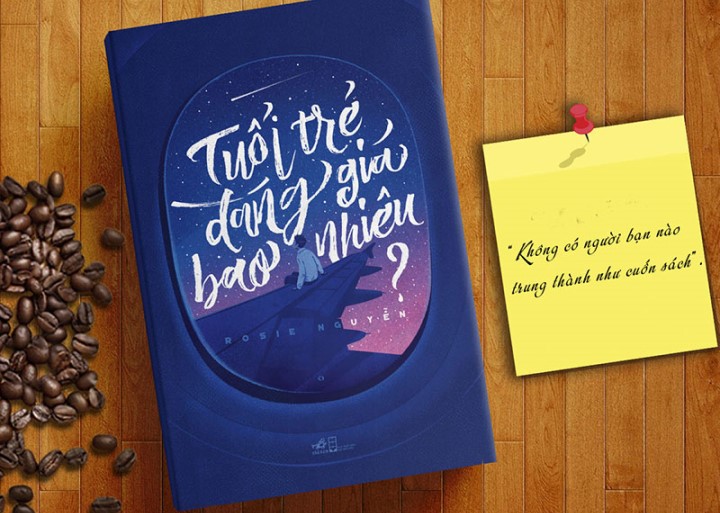 Tuổi trẻ
đáng giá
bao nhiêu
?
ROSIE NGUYỄN
“Không có người bạn nào
trung thành như cuốn sách”.